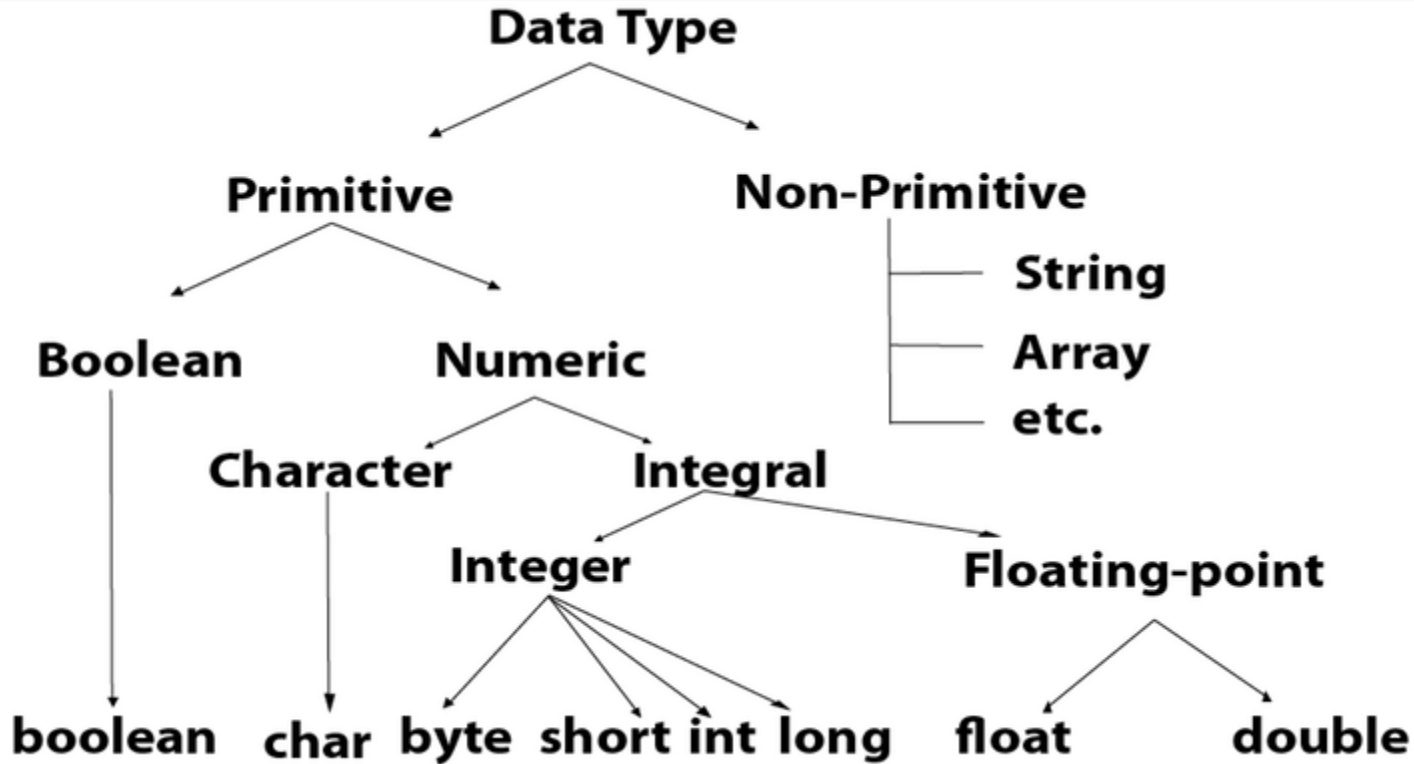 Data Type
Primitive
Non-Primitive
String
Array
etc.
Boolean
Numeric
Character
Integral
Integer
Floating-point
boolean
char
byte
short
int
long
float
double